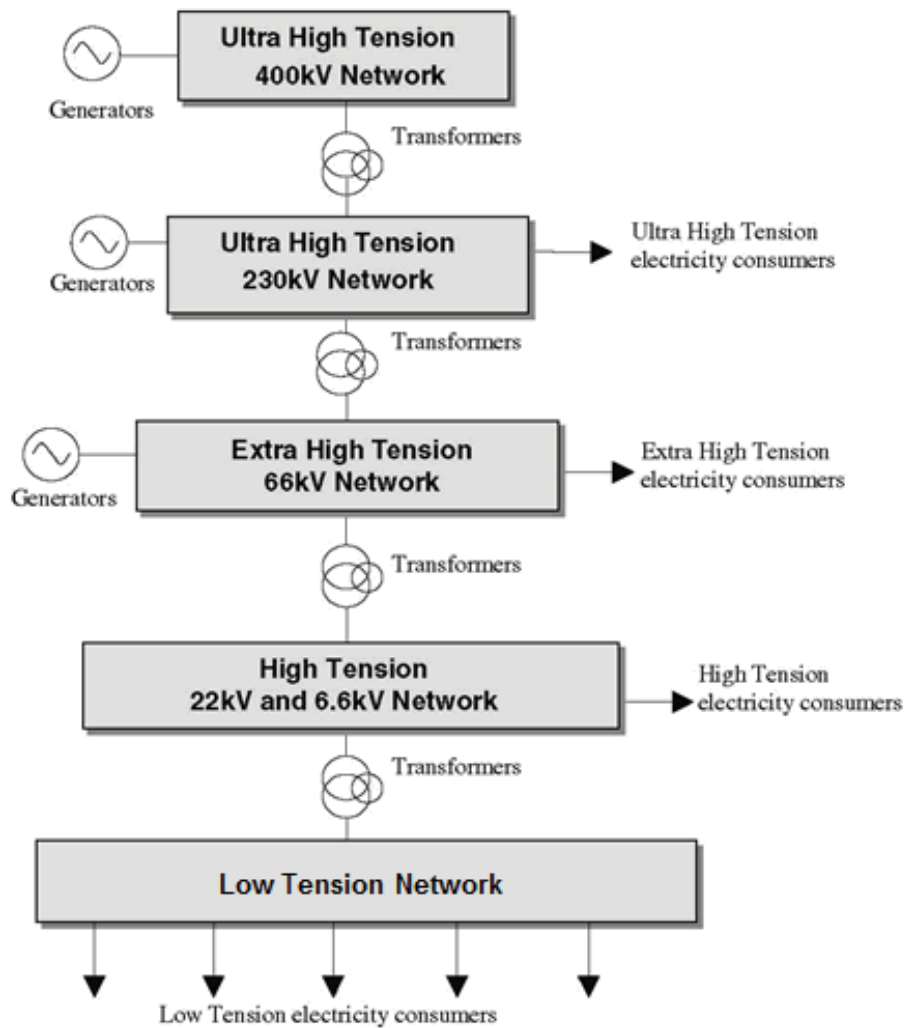 Ultra High Tension
400kV Network
Generators
Transformers
Ultra High Tension
230kV Network
Generators
Ultra High Tension
electricity consumers
Transformers
Extra High Tension
66kV Network
Generators
Extra High Tension
electricity consumers
Transformers
High Tension
22kV and 6.6kV Network
High Tension
electricity consumers
Transformers
Low Tension Network
Low Tension electricity consumers